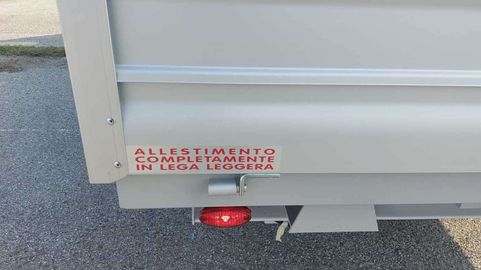 ALLESTIMENTO
COMPLETAMENTE
IN LEGA LEGGERA